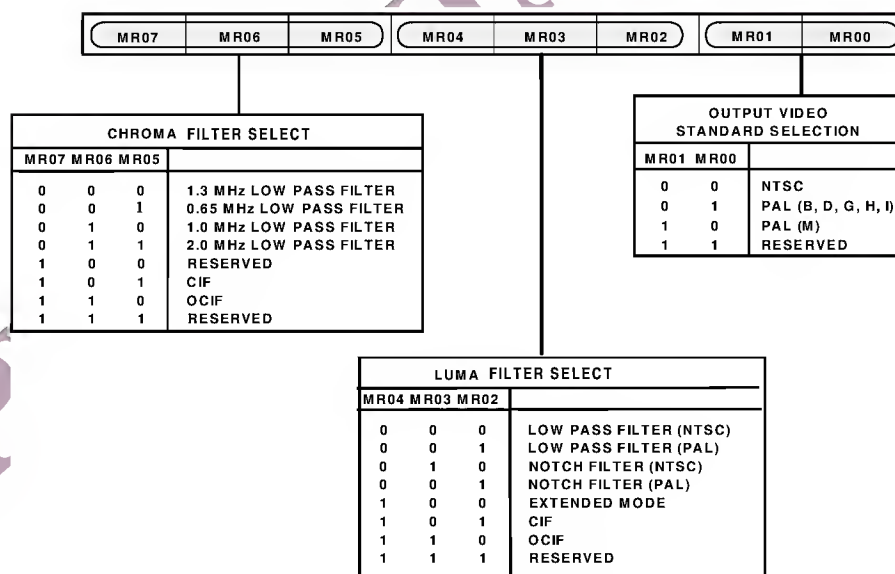 MR07 MR06 MR05 MR04 MR03 MR02 MR01 MR00
CHROMA FILTER SELECT
MR07 MR06 MR05
0 0 0 1.3 MHz LOW PASS FILTER
0 0 1 0.65 MHz LOW PASS FILTER
0 1 0 1.0 MHz LOW PASS FILTER
0 1 1 2.0 MHz LOW PASS FILTER
1 0 0 RESERVED
1 0 1 CIF
1 1 0 OCIF
1 1 1 RESERVED
OUTPUT VIDEO
STANDARD SELECTION
MR01 MR00
0 0 NTSC
0 1 PAL (B, D, G, H, I)
1 0 PAL (M)
1 1 RESERVED
LUMA FILTER SELECT
MR04 MR03 MR02
0 0 0 LOW PASS FILTER (NTSC)
0 0 1 LOW PASS FILTER (PAL)
0 1 0 NOTCH FILTER (NTSC)
0 0 1 NOTCH FILTER (PAL)
1 0 0 EXTENDED MODE
1 0 1 CIF
1 1 0 OCIF
1 1 1 RESERVED